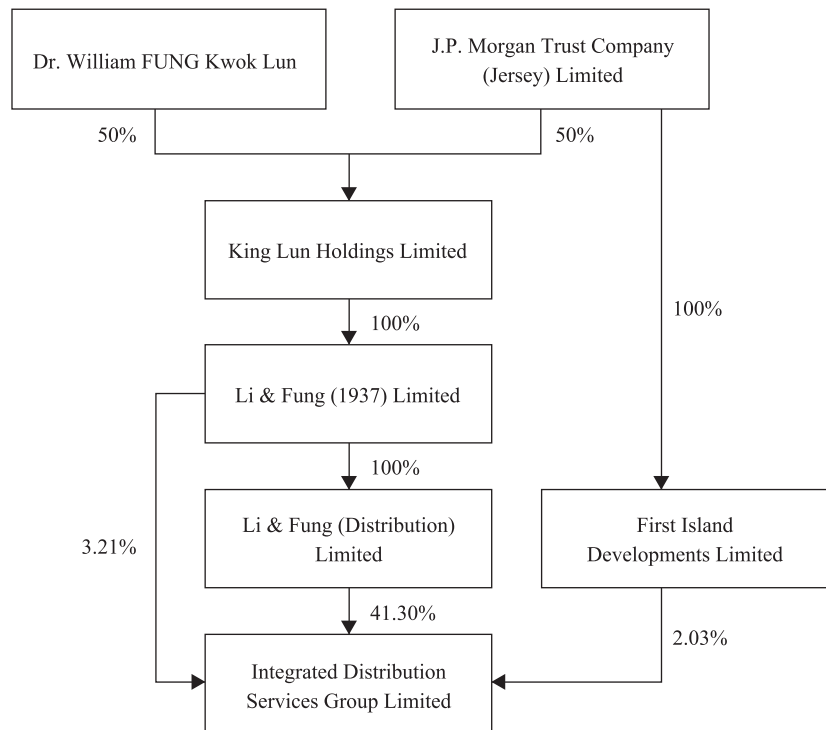 Dr. William FUNG Kwok Lun
J.P. Morgan Trust Company
(Jersey) Limited
50%
50%
King Lun Holdings Limited
100%
100%
Li & Fung (1937) Limited
100%
Li & Fung (Distribution)
Limited
First Island
Developments Limited
3.21%
41.30%
2.03%
Integrated Distribution
Services Group Limited